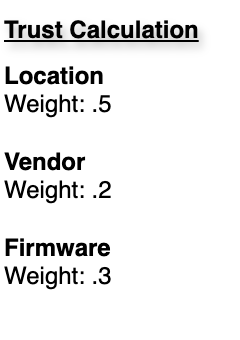 Trust Calculation
Location
Weight: .5
Vendor
Weight: .2
Firmware
Weight: .3